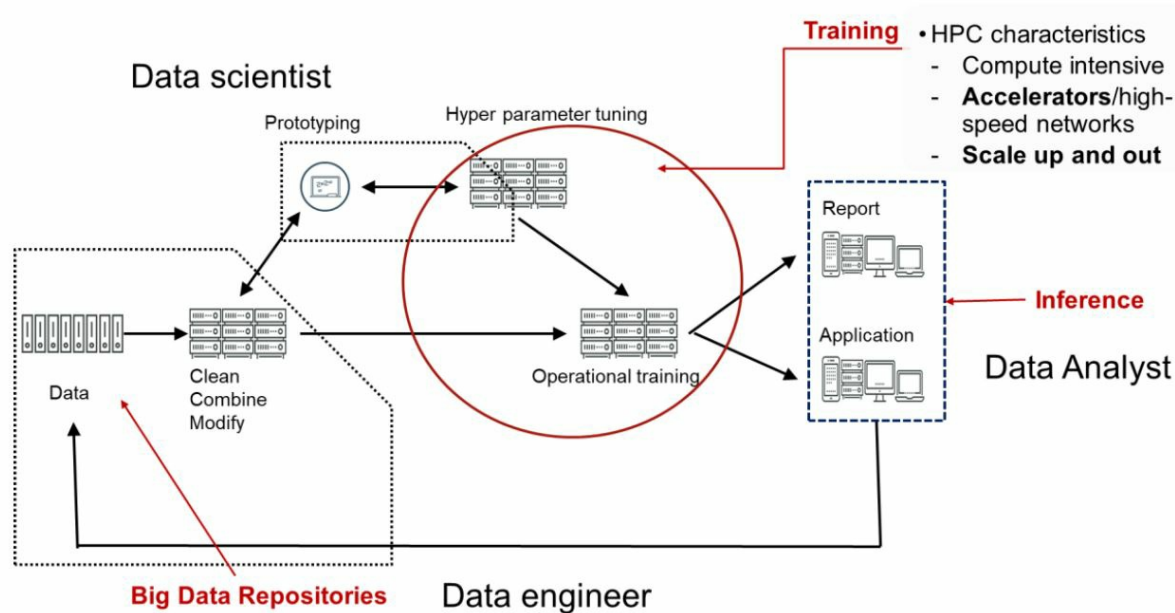 Training
• HPC characteristics
- Compute intensive
- Accelerators/high-
speed networks
- Scale up and out
Data scientist
Prototyping
Hyper parameter tuning
Report
Inference
Application
Data Analyst
Data
Clean
Combine
Modify
Operational training
Big Data Repositories
Data engineer